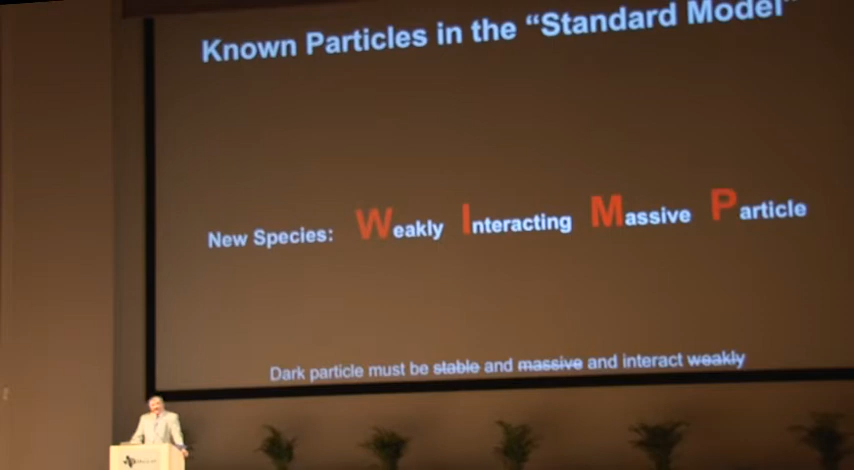 Known Particles in the “Standard Model”
New Species: Weakly Interacting Massive Particle
Dark particle must be stable and massive and interact weakly